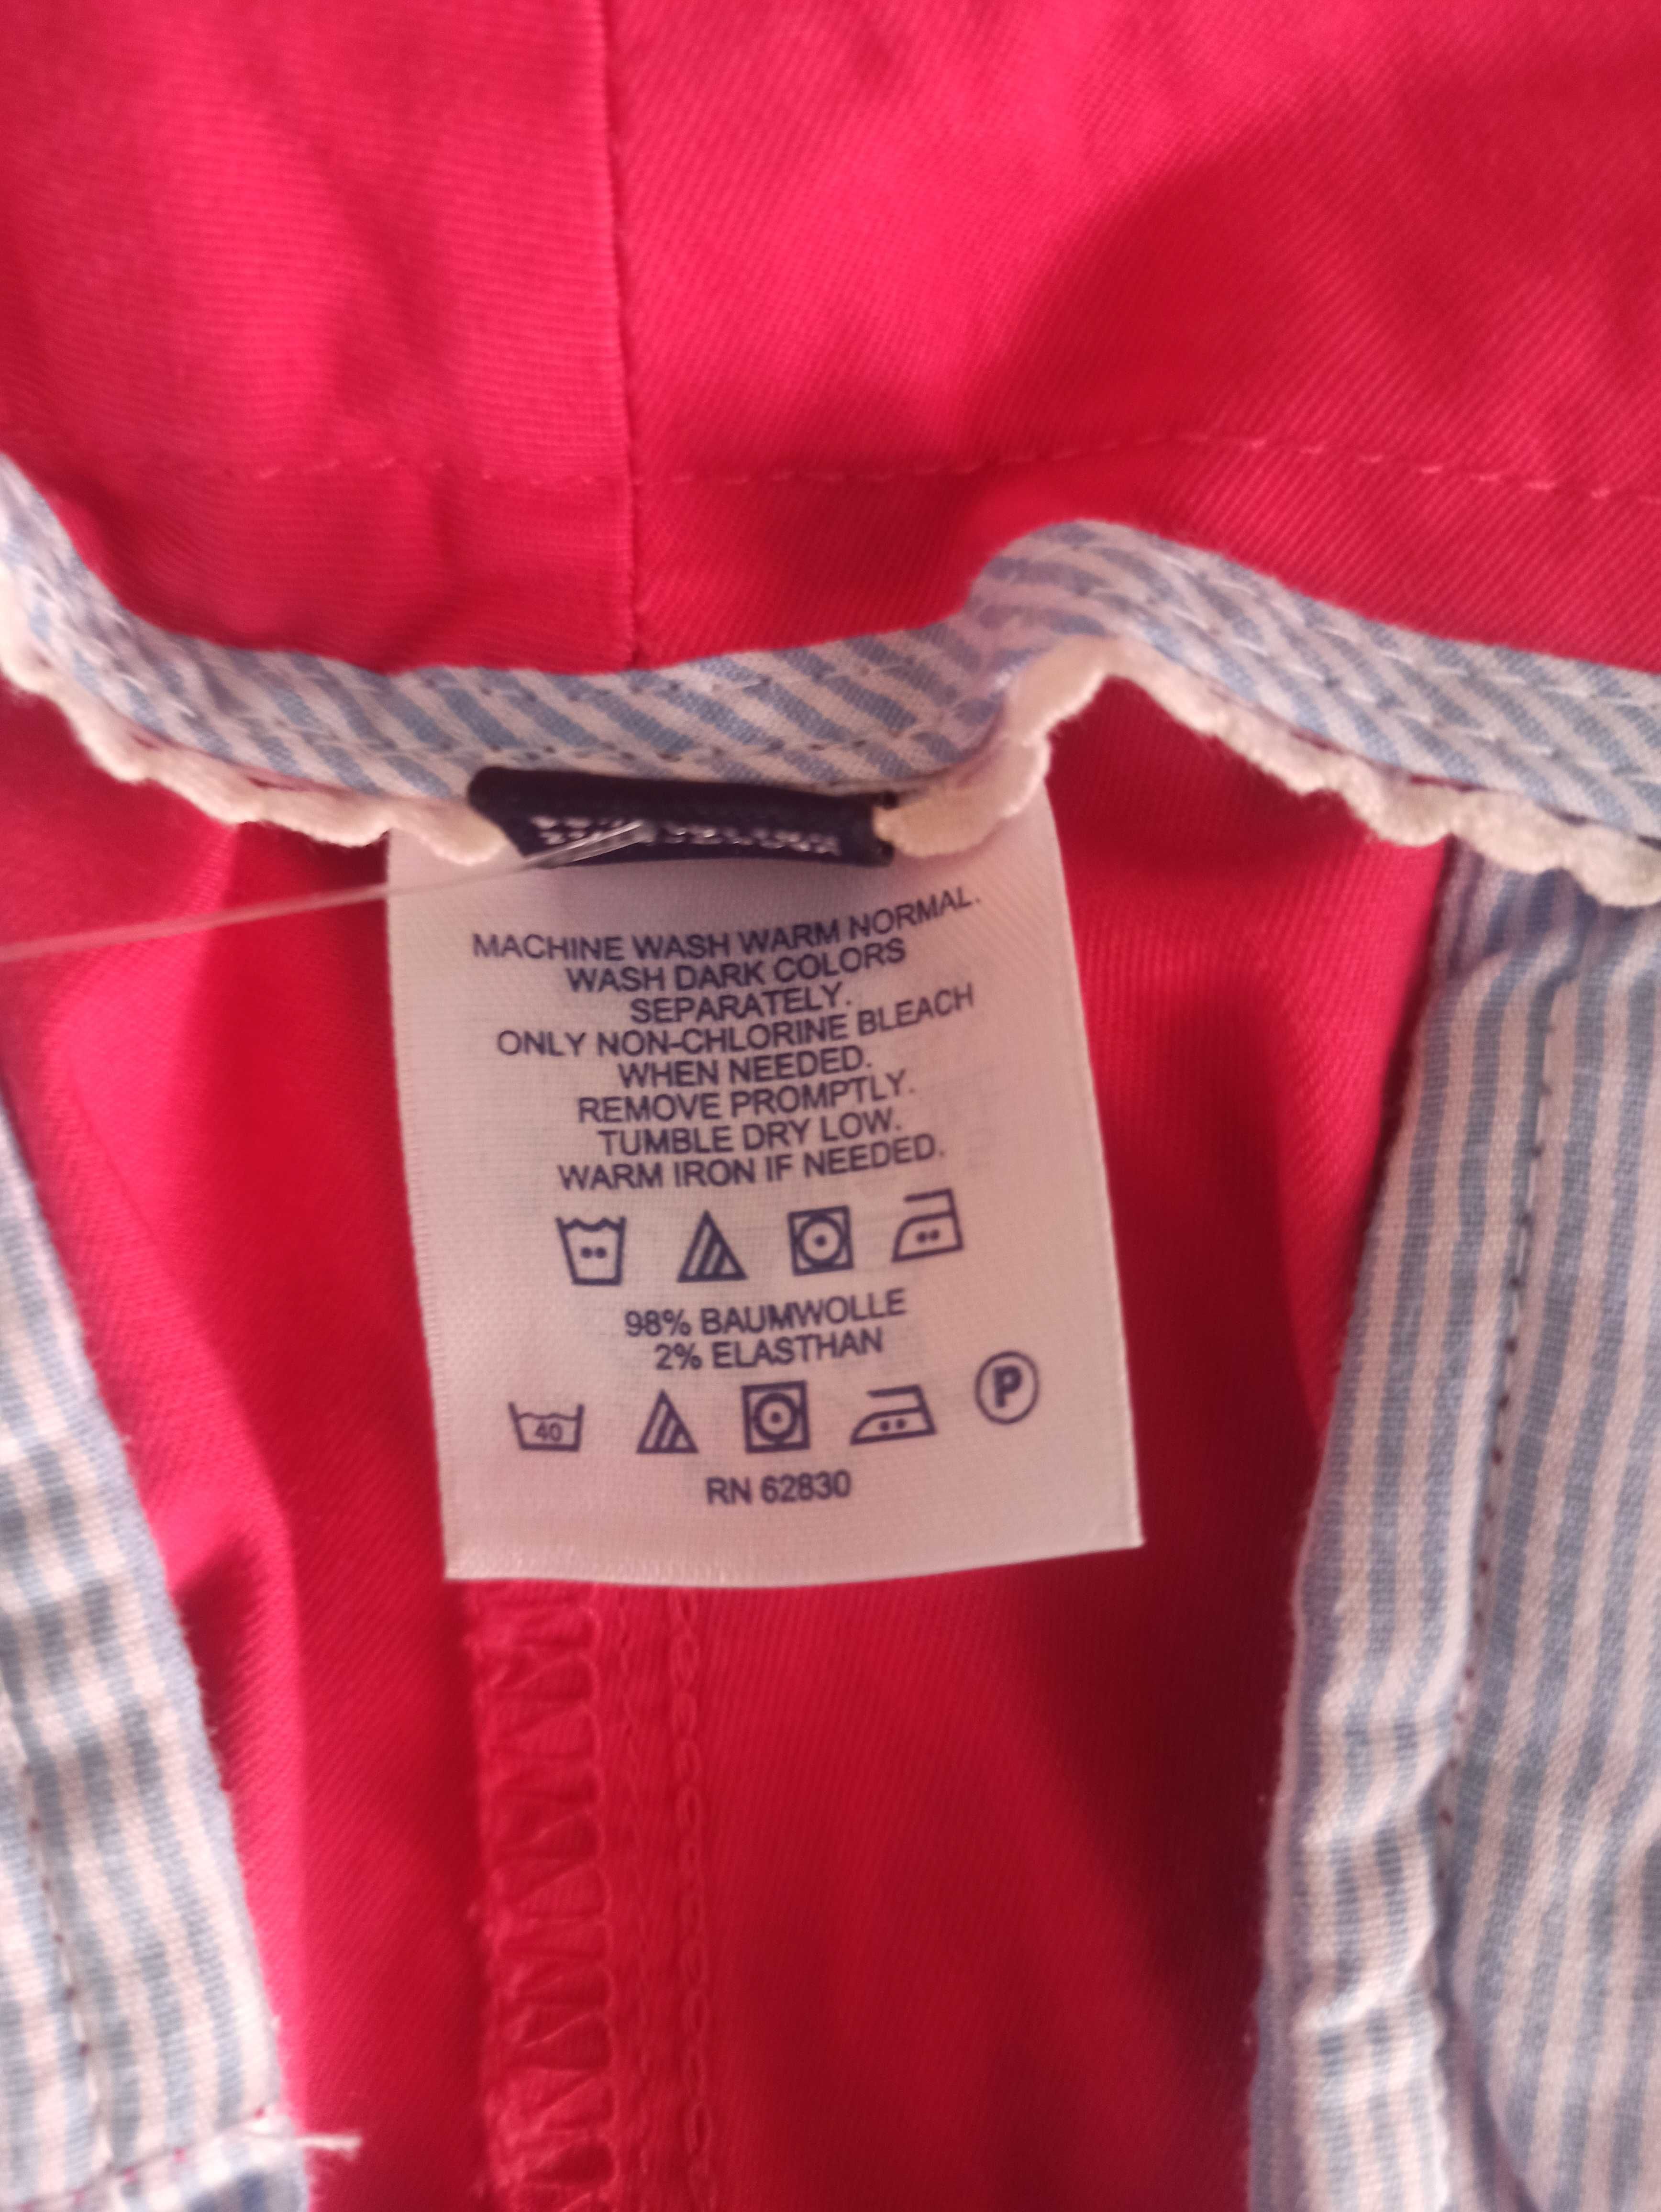 MACHINE WASH WARM NORMAL.
WASH DARK COLORS
SEPARATELY.
ONLY NON-CHLORINE BLEACH
WHEN NEEDED.
REMOVE PROMPTLY.
TUMBLE DRY LOW.
WARM IRON IF NEEDED.
98% BAUMWOLLE
2% ELASTHAN
40 P
RN 62830